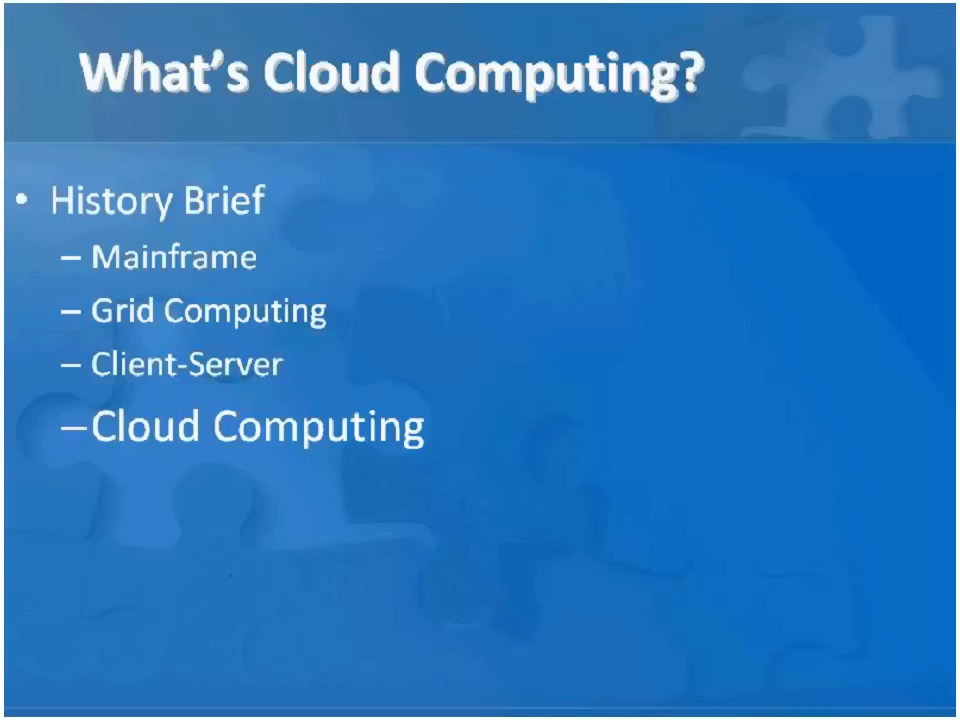 What's Cloud Computing?
• History Brief
– Mainframe
– Grid Computing
– Client-Server
–Cloud Computing